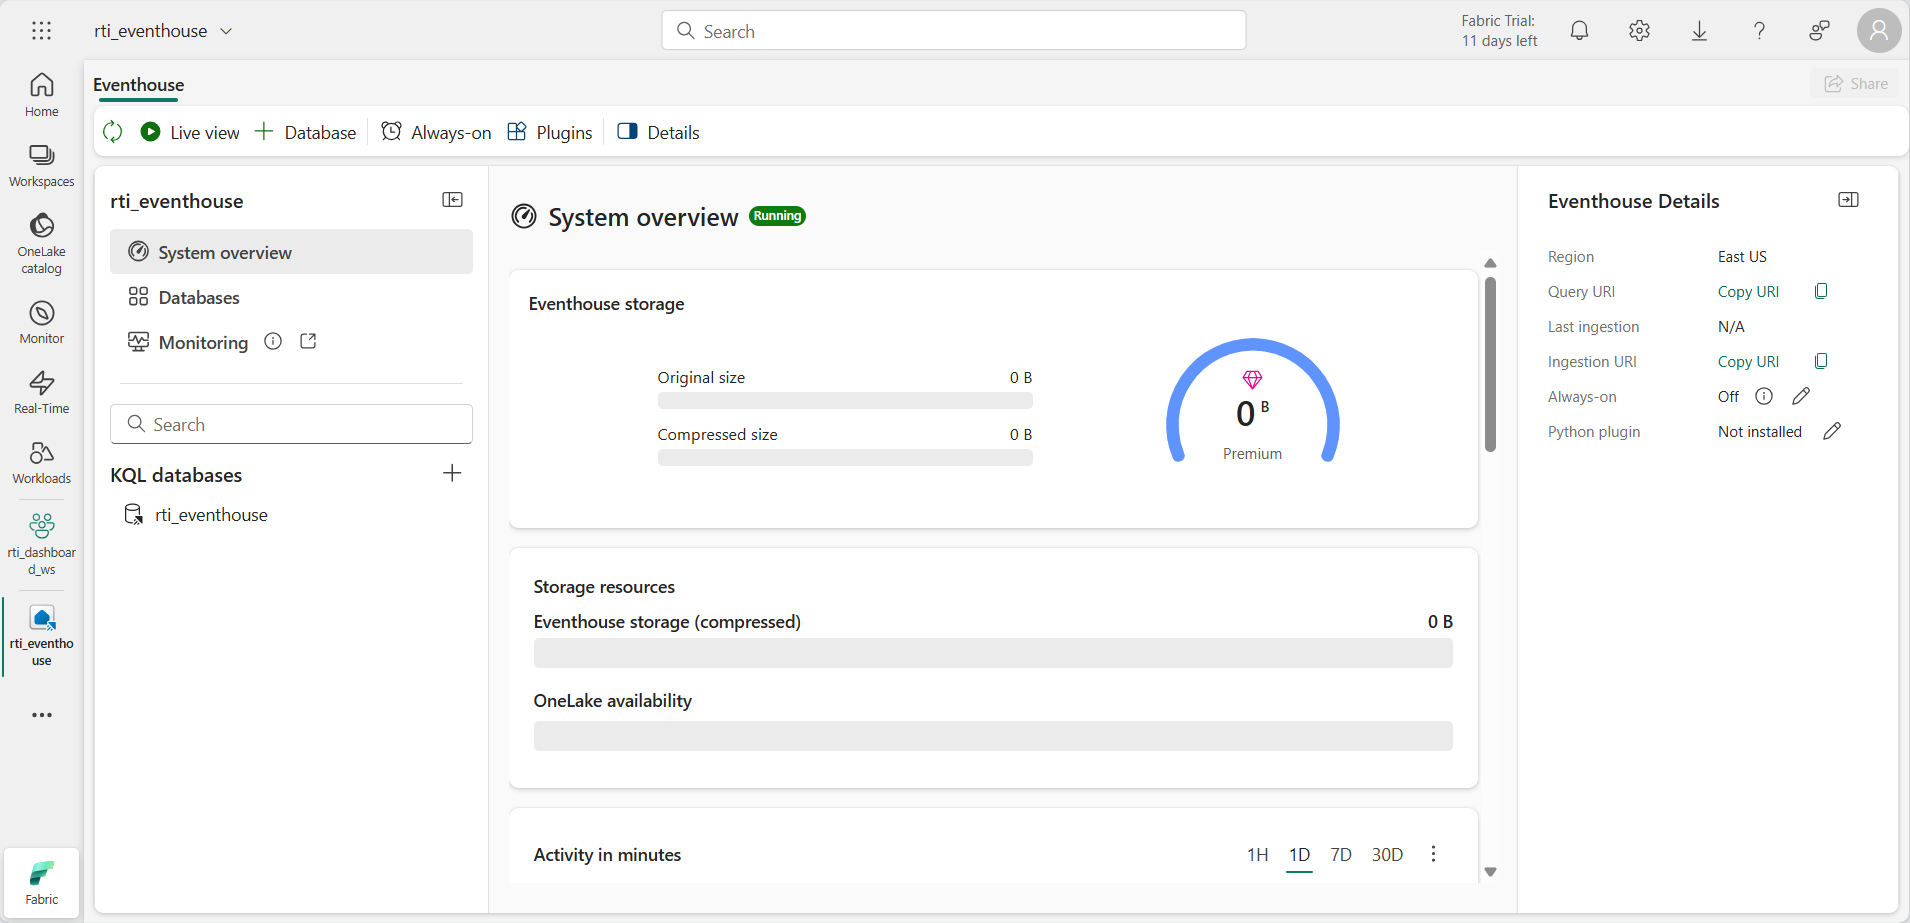 rti_eventhouse
Search
Fabric Trial:
11 days left
Home
Workspaces
OneLake
catalog
Monitor
Real-Time
Workloads
rti_dashboar
d_ws
rti_eventho
use
Fabric
Eventhouse
Share
Live view
Database
Always-on
Plugins
Details
rti_eventhouse
System overview
Databases
Monitoring
Search
KQL databases
rti_eventhouse
System overview Running
Eventhouse storage
Original size 0 B
Compressed size 0 B
0 B
Premium
Storage resources
Eventhouse storage (compressed) 0 B
OneLake availability
Activity in minutes 1H 1D 7D 30D
Eventhouse Details
Region East US
Query URI Copy URI
Last ingestion N/A
Ingestion URI Copy URI
Always-on Off
Python plugin Not installed